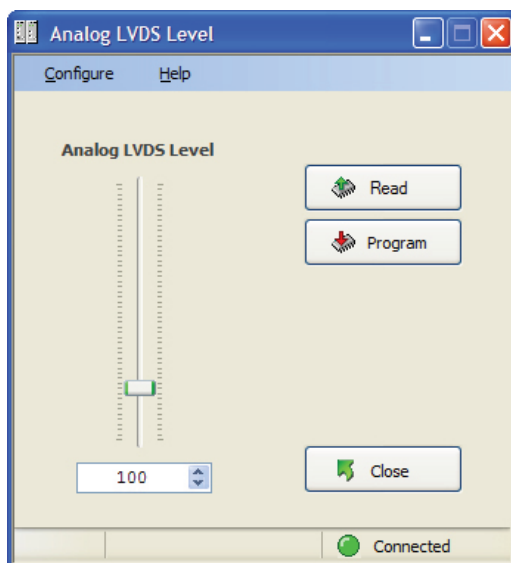 Analog LVDS Level
Configure Help
Analog LVDS Level
Read
Program
100
Close
Connected